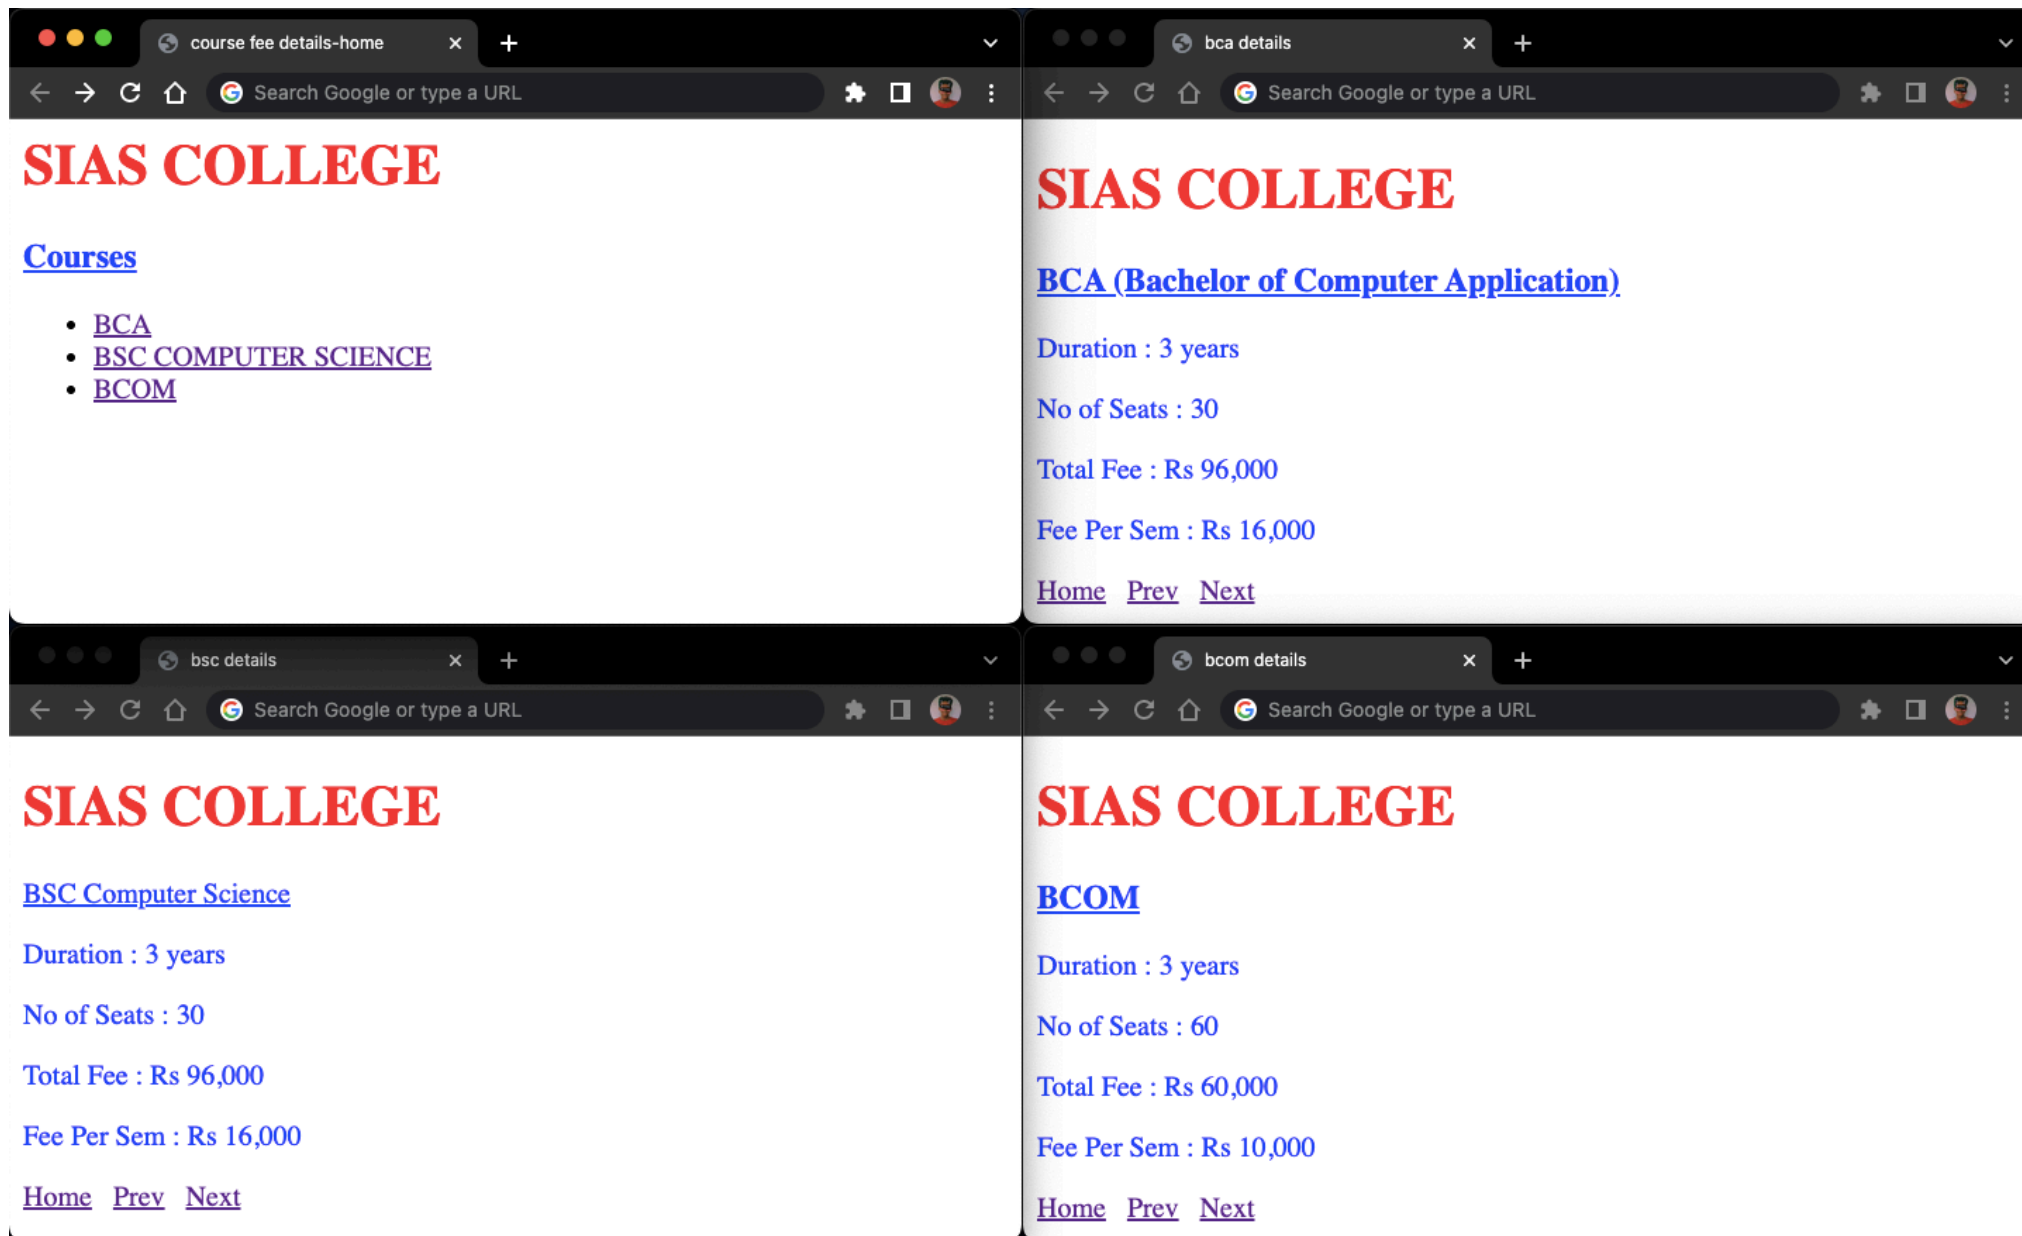 course fee details-home
Search Google or type a URL
SIAS COLLEGE
Courses
BCA
BSC COMPUTER SCIENCE
BCOM
bca details
Search Google or type a URL
SIAS COLLEGE
BCA (Bachelor of Computer Application)
Duration : 3 years
No of Seats : 30
Total Fee : Rs 96,000
Fee Per Sem : Rs 16,000
Home Prev Next
bsc details
Search Google or type a URL
SIAS COLLEGE
BSC Computer Science
Duration : 3 years
No of Seats : 30
Total Fee : Rs 96,000
Fee Per Sem : Rs 16,000
Home Prev Next
bcom details
Search Google or type a URL
SIAS COLLEGE
BCOM
Duration : 3 years
No of Seats : 60
Total Fee : Rs 60,000
Fee Per Sem : Rs 10,000
Home Prev Next